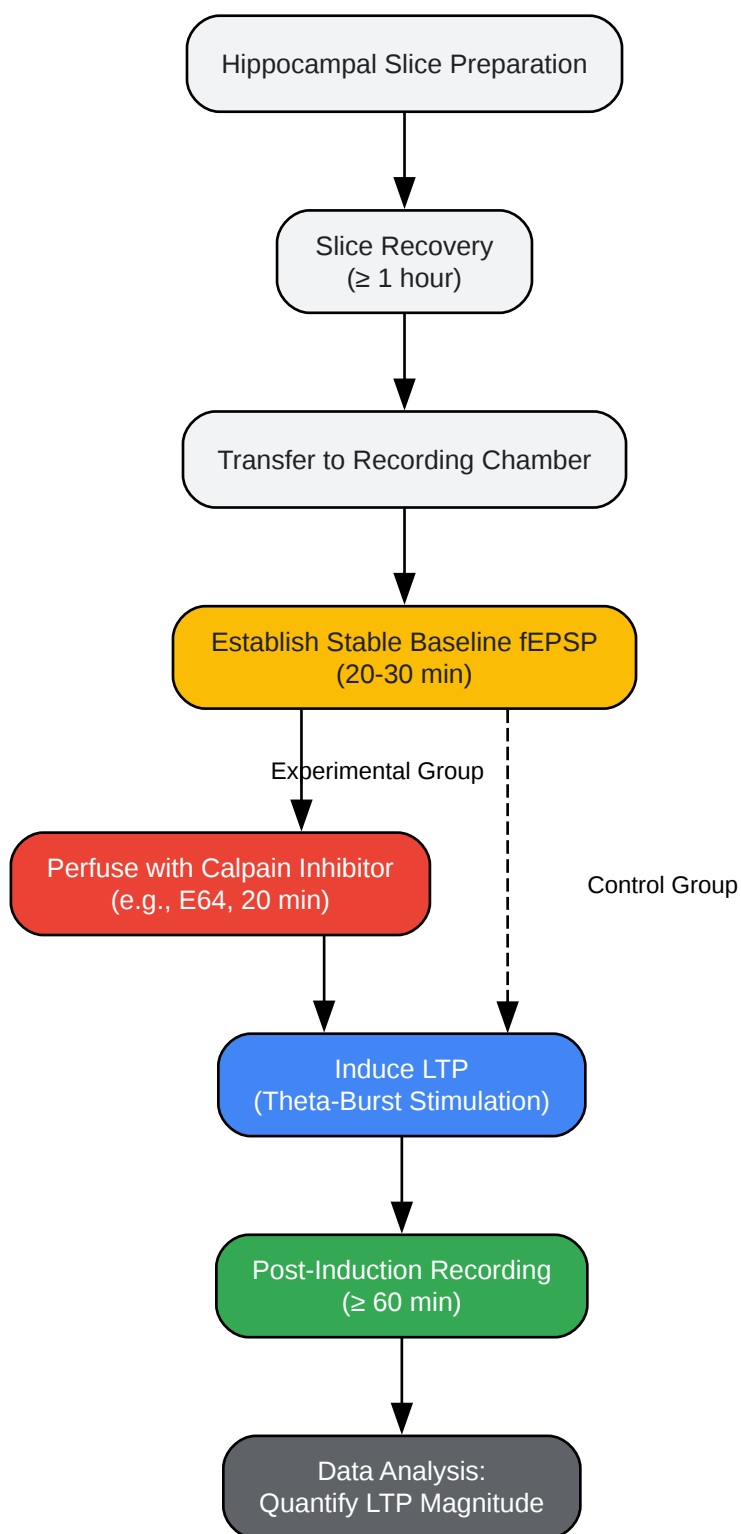 Hippocampal Slice Preparation
Slice Recovery
(≥ 1 hour)
Transfer to Recording Chamber
Establish Stable Baseline fEPSP
(20-30 min)
Experimental Group
Perfuse with Calpain Inhibitor
(e.g., E64, 20 min)
Control Group
Induce LTP
(Theta-Burst Stimulation)
Post-Induction Recording
(≥ 60 min)
Data Analysis:
Quantify LTP Magnitude